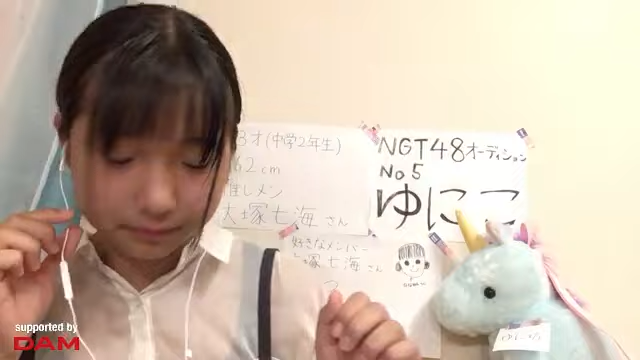 3才(中学2年生)
62cm
推しメン
大塚七海さん
NGT48オーディション
No.5
ゆにこ
好きなメンバー
塚七海さん
supported by
DAM